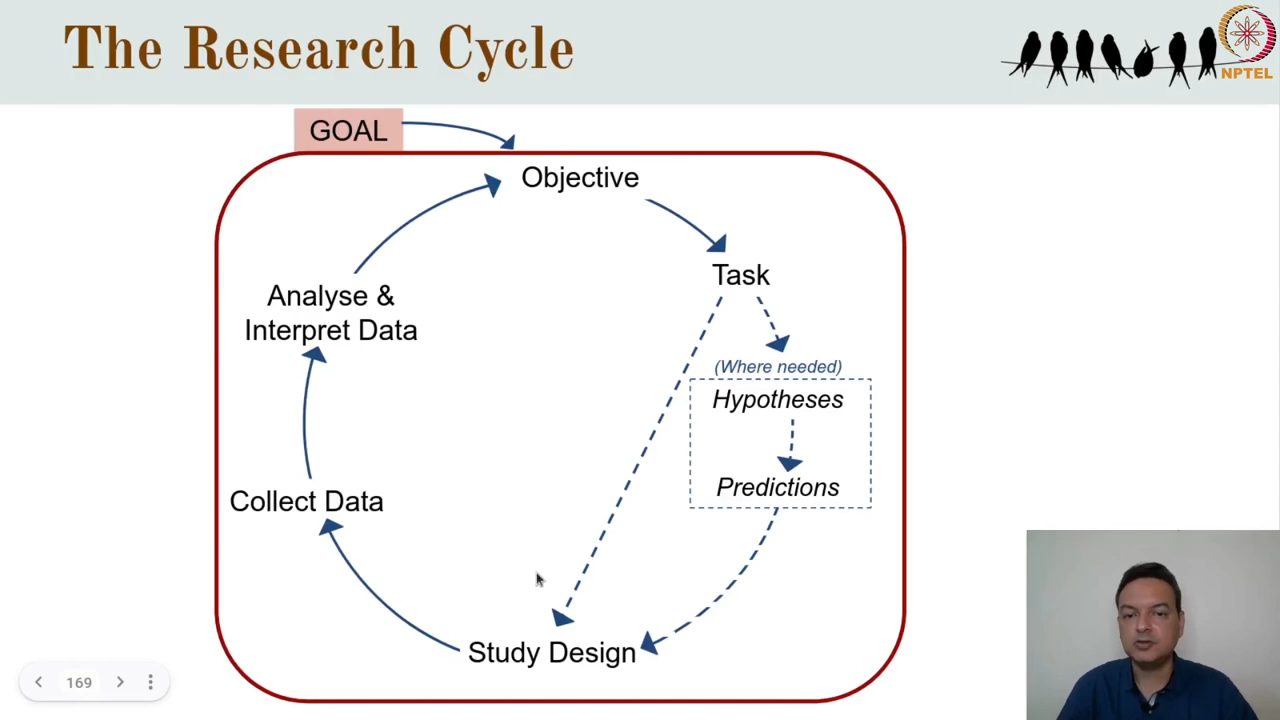 The Research Cycle
NPTEL
GOAL
Objective
Task
Analyse &
Interpret Data
(Where needed)
Hypotheses
Predictions
Collect Data
Study Design
169